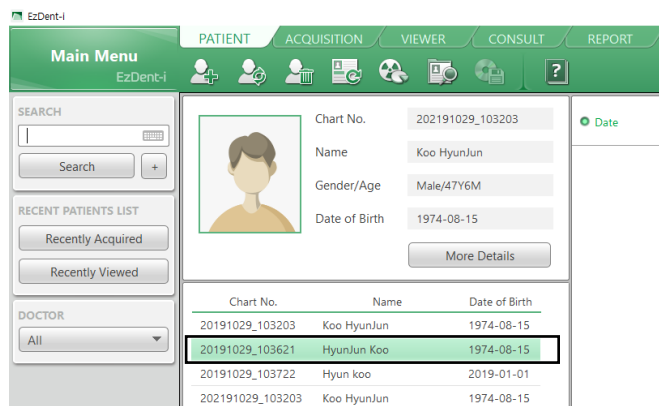 EzDent-i
Main Menu
EzDent-i
PATIENT ACQUISITION VIEWER CONSULT REPORT
?
SEARCH
Search +
RECENT PATIENTS LIST
Recently Acquired
Recently Viewed
DOCTOR
All
Chart No. 202191029_103203
Name Koo HyunJun
Gender/Age Male/47Y6M
Date of Birth 1974-08-15
More Details
Chart No. Name Date of Birth
20191029_103203 Koo HyunJun 1974-08-15
20191029_103621 HyunJun Koo 1974-08-15
20191029_103722 Hyun koo 2019-01-01
202191029_103203 Koo HyunJun 1974-08-15
Date